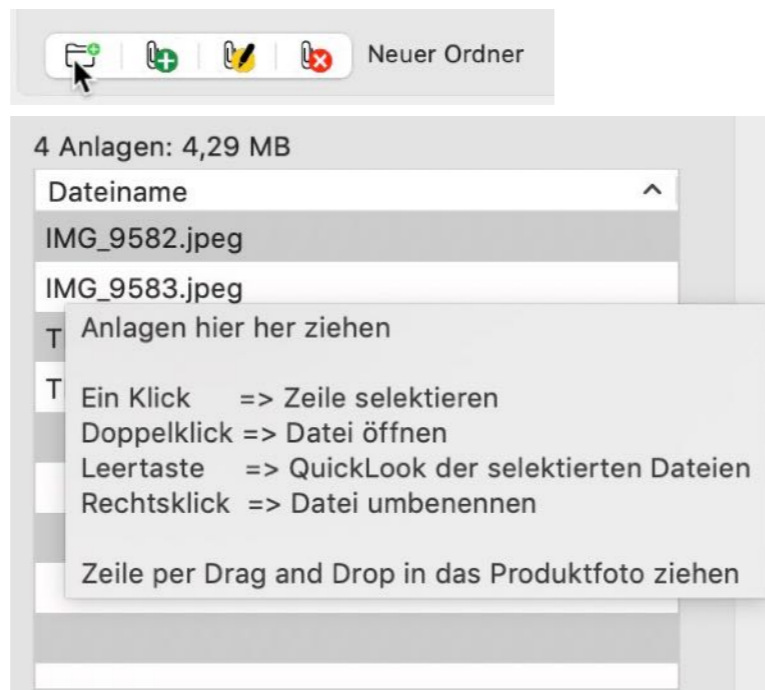 Neuer Ordner
4 Anlagen: 4,29 MB
Dateiname
IMG_9582.jpeg
IMG_9583.jpeg
T
T
Anlagen hier her ziehen
Ein Klick => Zeile selektieren
Doppelklick => Datei öffnen
Leertaste => QuickLook der selektierten Dateien
Rechtsklick => Datei umbenennen
Zeile per Drag and Drop in das Produktfoto ziehen